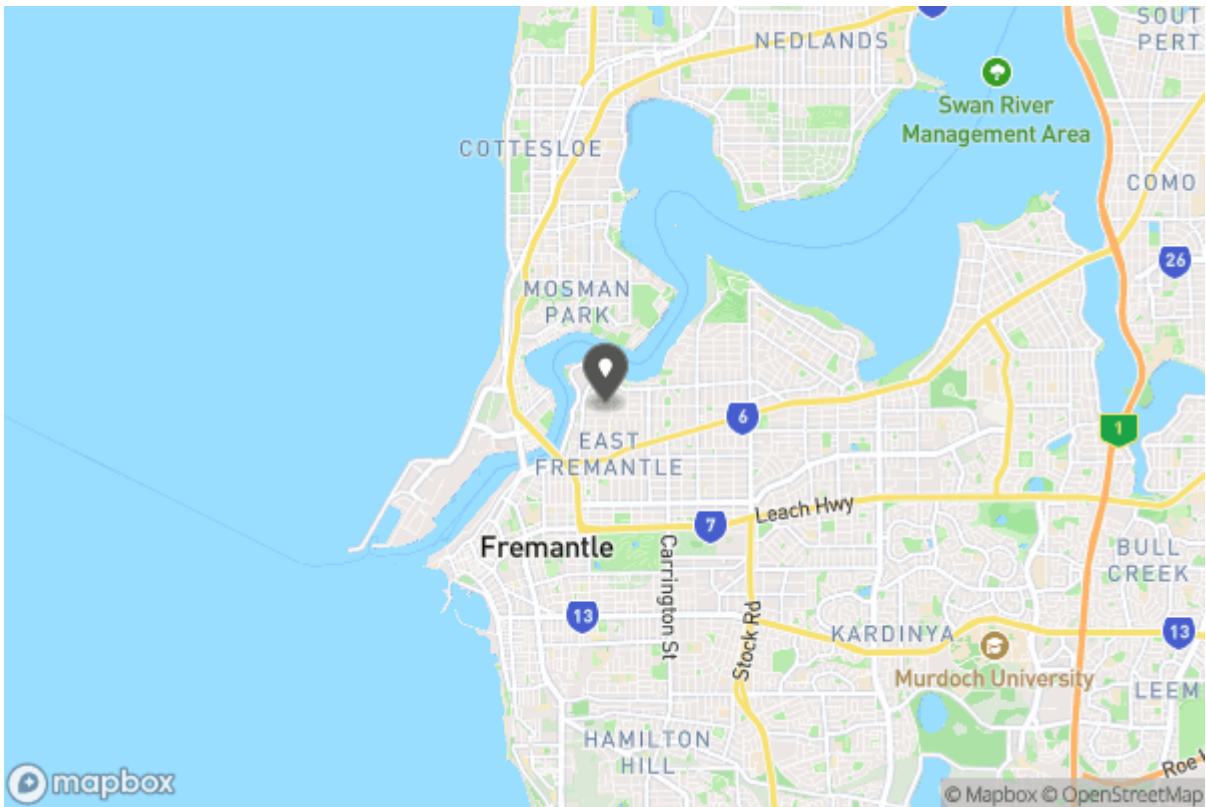 SOUT
PERT
NEDLANDS
Swan River
Management Area
COTTESLOE
COMO
26
MOSMAN
PARK
6
1
EAST
FREMANTLE
Leach Hwy
7
Fremantle
Carrington St
BULL
CREEK
13
Stock Rd
KARDINYA
13
Murdoch University
LEEM
HAMILTON
HILL
Roe H
mapbox
© Mapbox © OpenStreetMap